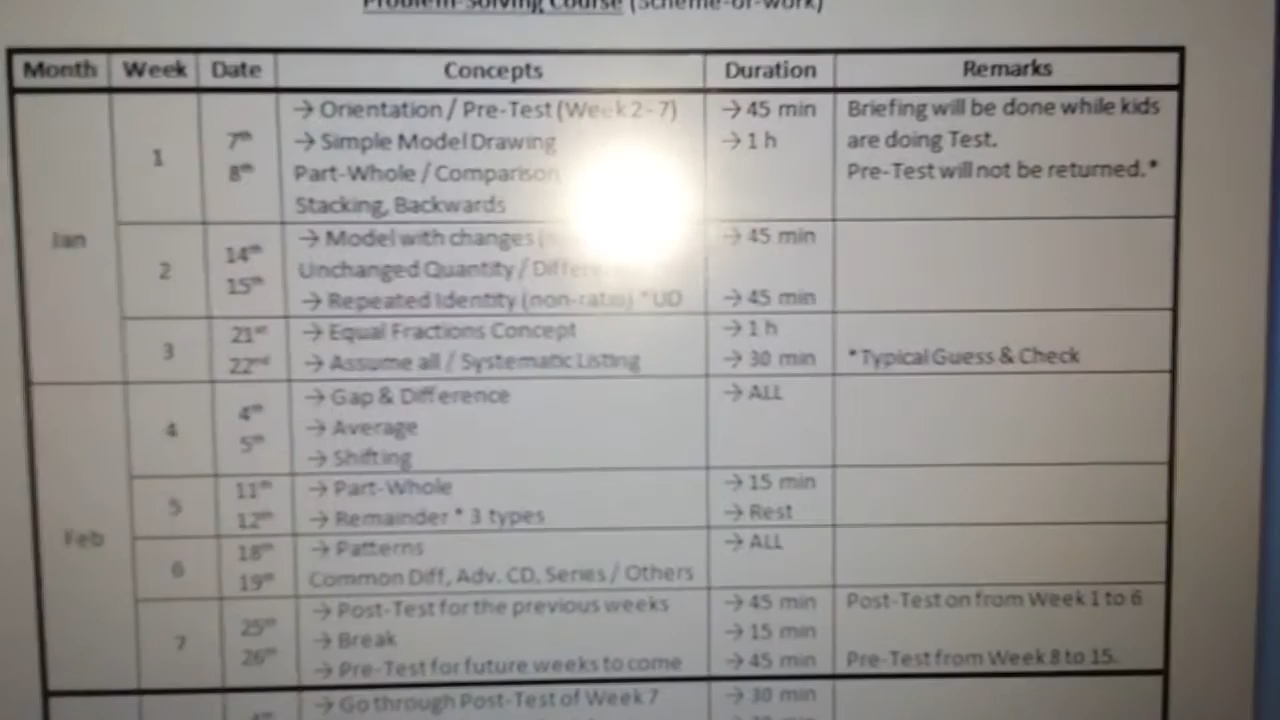 Problem-Solving Course (Scheme-of-work)
Month Week Date Concepts Duration Remarks
Jan
1
7th
8th
→ Orientation / Pre-Test (Week 2 - 7)
→ Simple Model Drawing
Part-Whole / Comparison
Stacking, Backwards
→ 45 min
→ 1 h
Briefing will be done while kids
are doing Test.
Pre-Test will not be returned.*
2
14th
15th
→ Model with changes
Unchanged Quantity /
→ Repeated Identity (non-ratio) *UD
→ 45 min
→ 45 min
3
21st
22nd
→ Equal Fractions Concept
→ Assume all / Systematic Listing
→ 1 h
→ 30 min
*Typical Guess & Check
Feb
4
4th
5th
→ Gap & Difference
→ Average
→ Shifting
→ ALL
5
11th
12th
→ Part-Whole
→ Remainder * 3 types
→ 15 min
→ Rest
6
18th
19th
→ Patterns
Common Diff, Adv. CD, Series / Others
→ ALL
7
25th
26th
→ Post-Test for the previous weeks
→ Break
→ Pre-Test for future weeks to come
→ 45 min
→ 15 min
→ 45 min
Post-Test on from Week 1 to 6
Pre-Test from Week 8 to 15.
→ Go through Post-Test of Week 7
→ 30 min